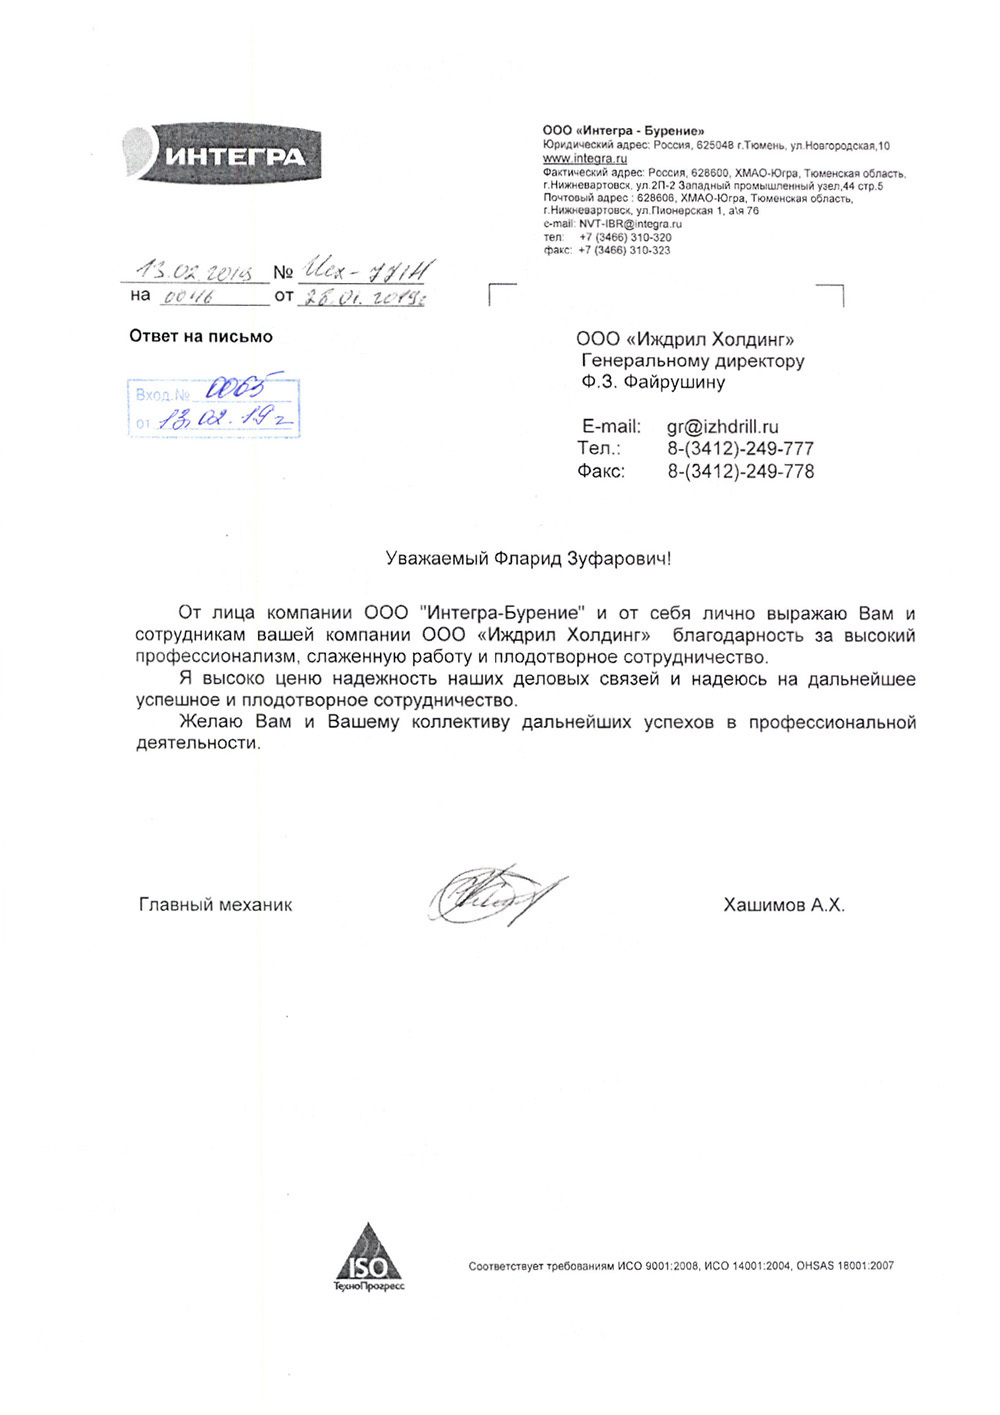 ИНТЕГРА
ООО «Интегра - Бурение»
Юридический адрес: Россия, 625048 г.Тюмень, ул.Новгородская,10
www.integra.ru
Фактический адрес: Россия, 628600, ХМАО-Югра, Тюменская область,
г.Нижневартовск, ул.2П-2 Западный промышленный узел,44 стр.5
Почтовый адрес : 628606, ХМАО-Югра, Тюменская область,
г.Нижневартовск, ул.Пионерская 1, а\я 76
e-mail: NVT-IBR@integra.ru
тел: +7 (3466) 310-320
факс: +7 (3466) 310-323
13.02.2019 № Исх-
на 0046 от 28.01.2019г
Ответ на письмо
Вход.№ 0065
от 13.02.19г
ООО «Иждрил Холдинг»
Генеральному директору
Ф.З. Файрушину
E-mail: gr@izhdrill.ru
Тел.: 8-(3412)-249-777
Факс: 8-(3412)-249-778
Уважаемый Фларид Зуфарович!
От лица компании ООО "Интегра-Бурение" и от себя лично выражаю Вам и
сотрудникам вашей компании ООО «Иждрил Холдинг» благодарность за высокий
профессионализм, слаженную работу и плодотворное сотрудничество.
Я высоко ценю надежность наших деловых связей и надеюсь на дальнейшее
успешное и плодотворное сотрудничество.
Желаю Вам и Вашему коллективу дальнейших успехов в профессиональной
деятельности.
Главный механик Хашимов А.Х.
ISO
ТехноПрогресс
Соответствует требованиям ИСО 9001:2008, ИСО 14001:2004, OHSAS 18001:2007